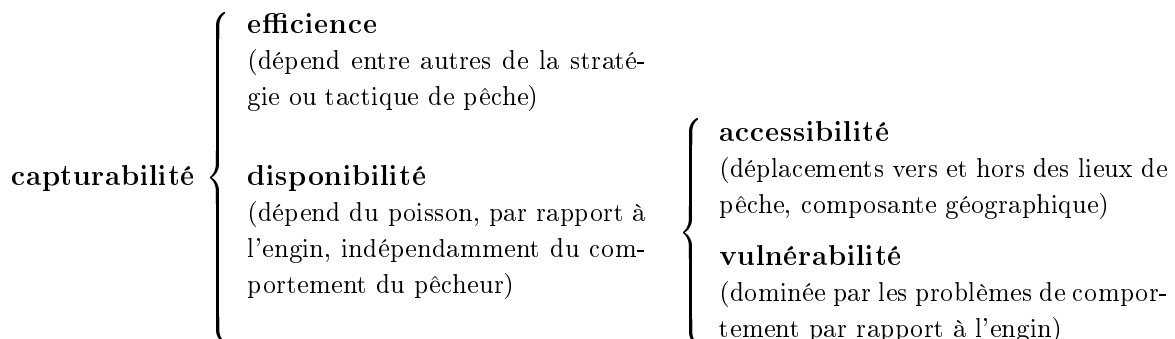 efficience
(dépend entre autres de la straté-
gie ou tactique de pêche)
capturabilité
disponibilité
(dépend du poisson, par rapport à
l'engin, indépendamment du com-
portement du pêcheur)
accessibilité
(déplacements vers et hors des lieux de
pêche, composante géographique)
vulnérabilité
(dominée par les problèmes de compor-
tement par rapport à l'engin)